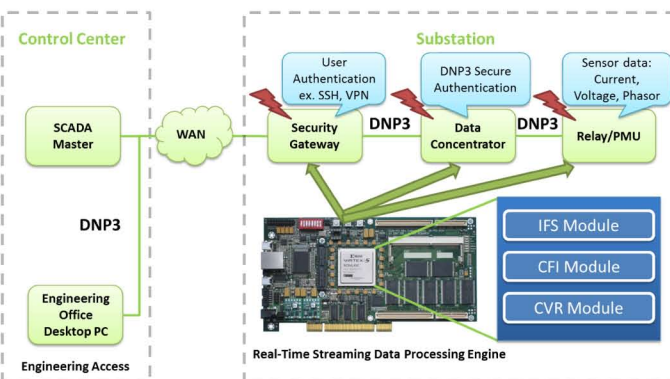 Control Center
Substation
User
Authentication
ex. SSH, VPN
DNP3 Secure
Authentication
Sensor data:
Current,
Voltage, Phasor
SCADA
Master
WAN
Security
Gateway
DNP3
Data
Concentrator
DNP3
Relay/PMU
DNP3
Engineering
Office
Desktop PC
Engineering Access
VIRTEX-5
IFS Module
CFI Module
CVR Module
Real-Time Streaming Data Processing Engine